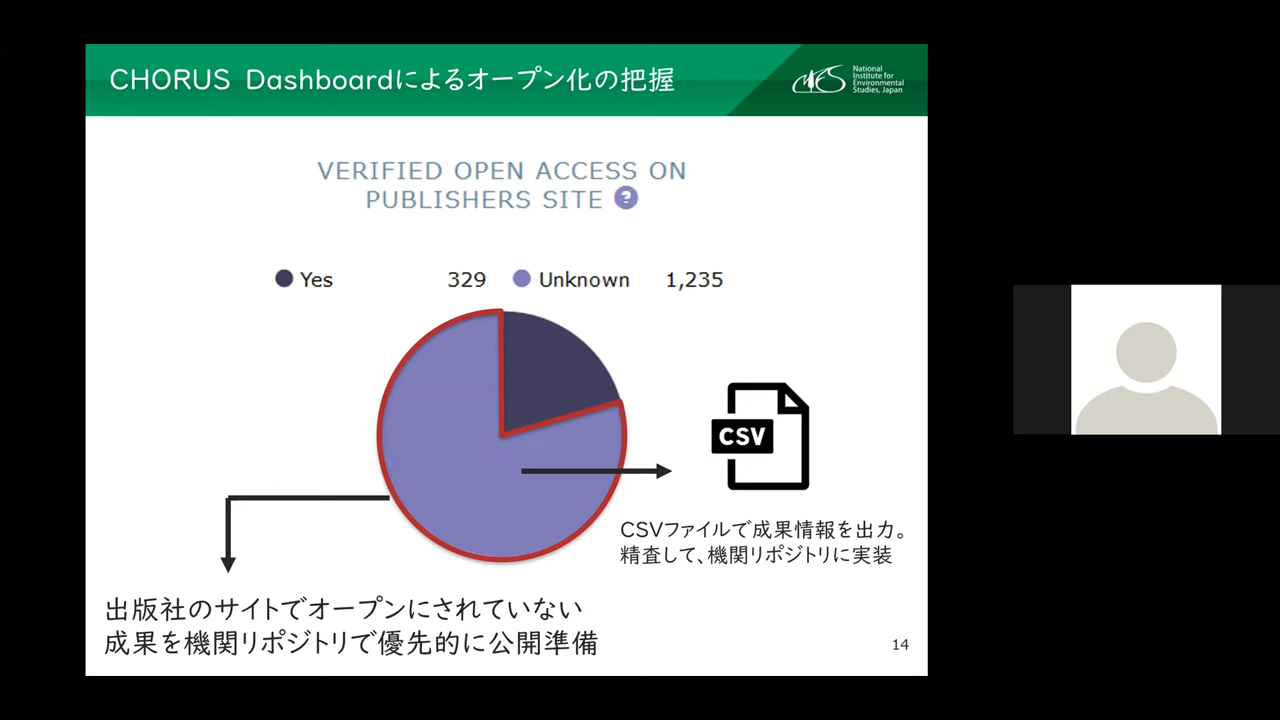 CHORUS Dashboardによるオープン化の把握
National
Institute for
Environmental
Studies, Japan
VERIFIED OPEN ACCESS ON
PUBLISHERS SITE ?
Yes 329 Unknown 1,235
CSV
CSVファイルで成果情報を出力。
精査して、機関リポジトリに実装
出版社のサイトでオープンにされていない
成果を機関リポジトリで優先的に公開準備
14